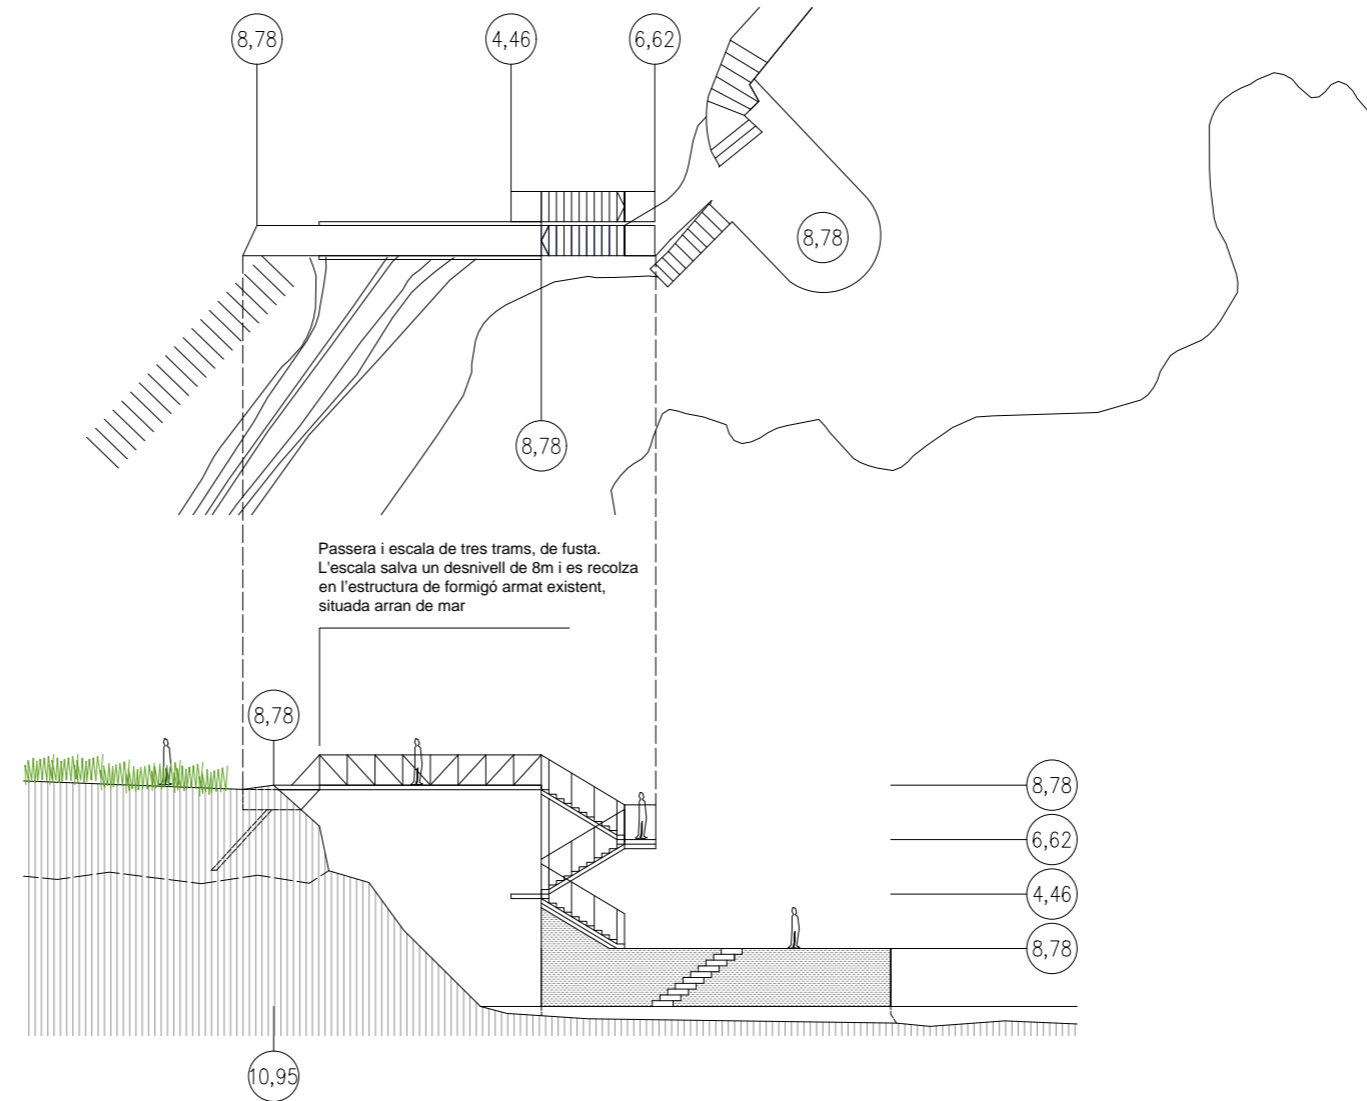 8,78
4,46
6,62
8,78
8,78
Passera i escala de tres trams, de fusta.
L'escala salva un desnivell de 8m i es recolza
en l'estructura de formigó armat existent,
situada arran de mar
8,78
8,78
6,62
4,46
8,78
10,95